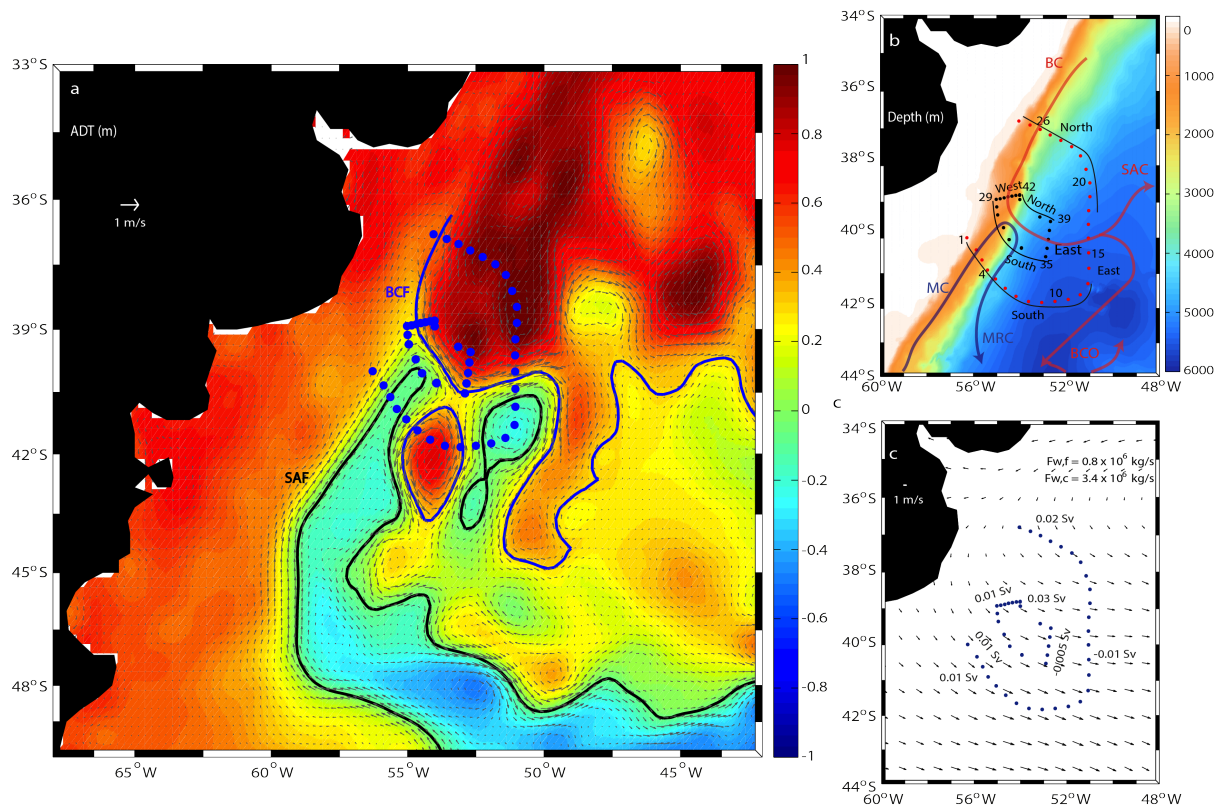 a
ADT (m)
1 m/s
BCF
SAF
33°S
36°S
39°S
42°S
45°S
48°S
65°W
60°W
55°W
50°W
45°W
1
0.8
0.6
0.4
0.2
0
-0.2
-0.4
-0.6
-0.8
-1
b
Depth (m)
34°S
36°S
38°S
40°S
42°S
44°S
60°W
56°W
52°W
48°W
BC
26
North
SAC
20
West
42
29
North
39
1
East
South
35
15
4
East
10
MC
South
MRC
RCO
0
1000
2000
3000
4000
5000
6000
c
c
Fw,f = 0.8 x 10⁶ kg/s
Fw,c = 3.4 x 10⁶ kg/s
1 m/s
0.02 Sv
0.01 Sv
0.03 Sv
0.01 Sv
-0.01 Sv
0.01 Sv
34°S
36°S
38°S
40°S
42°S
44°S
60°W
56°W
52°W
48°W